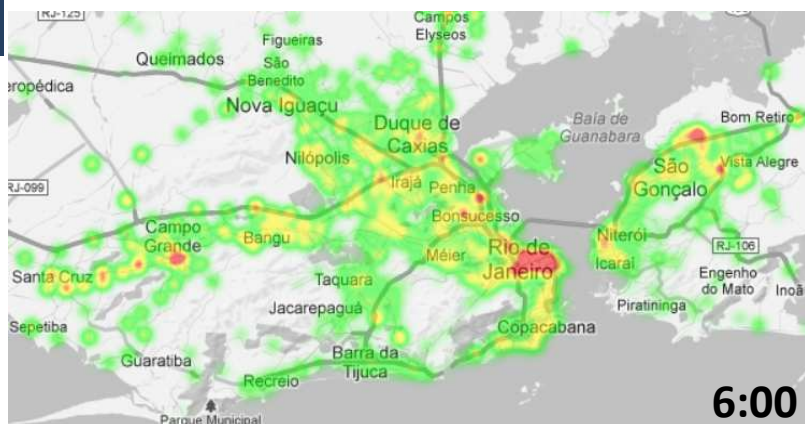 RJ-125
Campos
Elyseos
Figueiras
Queimados
São
Benedito
eropédica
Nova Iguaçu
Baía de
Guanabara
Bom Retiro
Duque de
Caxias
Nilópolis
São
Gonçalo
Vista Alegre
RJ-099
Irajá
Penha
Bonsucesso
Campo
Grande
Bangu
Niterói
RJ-106
Méier
Rio de
Janeiro
Icaraí
Santa Cruz
Taquara
Engenho
do Mato
Inoã
Jacarepaguá
Piratininga
Sepetiba
Copacabana
Guaratiba
Barra da
Tijuca
Recreio
Parque Municipal
6:00